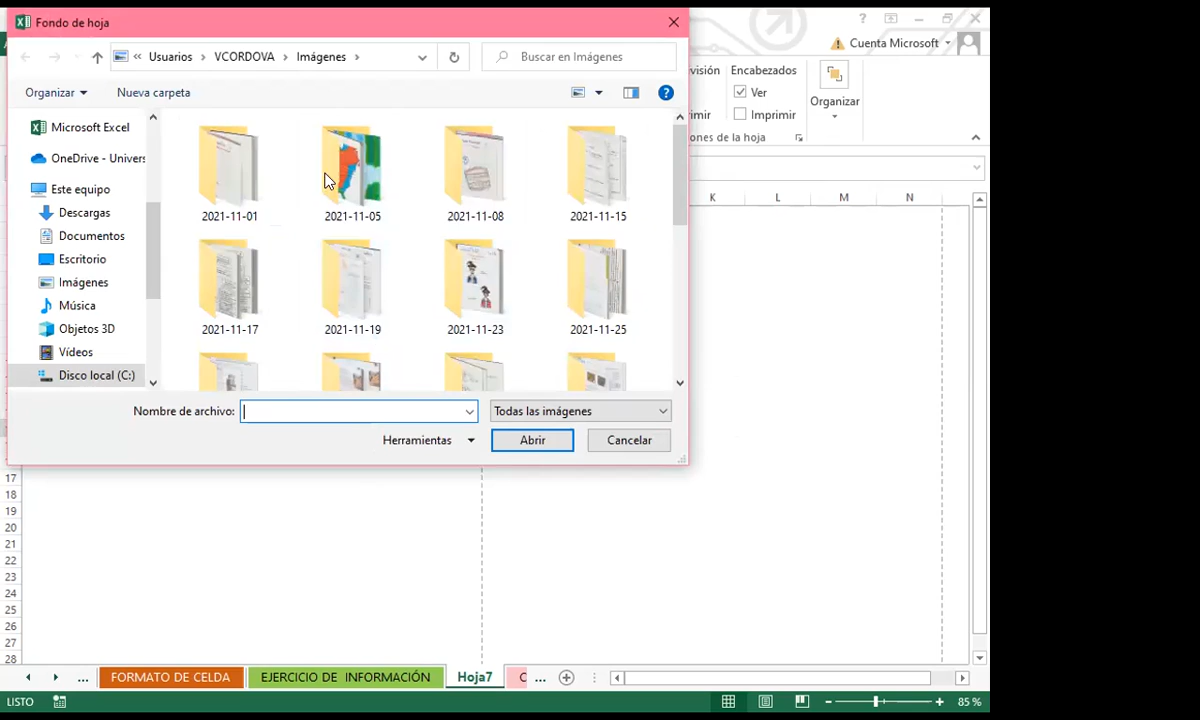 Fondo de hoja
« Usuarios > VCORDOVA > Imágenes >
Buscar en Imágenes
Organizar
Nueva carpeta
Microsoft Excel
OneDrive - Univers
Este equipo
Descargas
Documentos
Escritorio
Imágenes
Música
Objetos 3D
Vídeos
Disco local (C:)
2021-11-01
2021-11-05
2021-11-08
2021-11-15
2021-11-17
2021-11-19
2021-11-23
2021-11-25
Nombre de archivo:
Todas las imágenes
Herramientas
Abrir
Cancelar
Cuenta Microsoft
visión
Encabezados
Ver
Organizar
imir
Imprimir
ones de la hoja
K L M N
17
18
19
20
21
22
23
24
25
26
27
28
... FORMATO DE CELDA EJERCICIO DE INFORMACIÓN Hoja7 C ...
LISTO
85 %